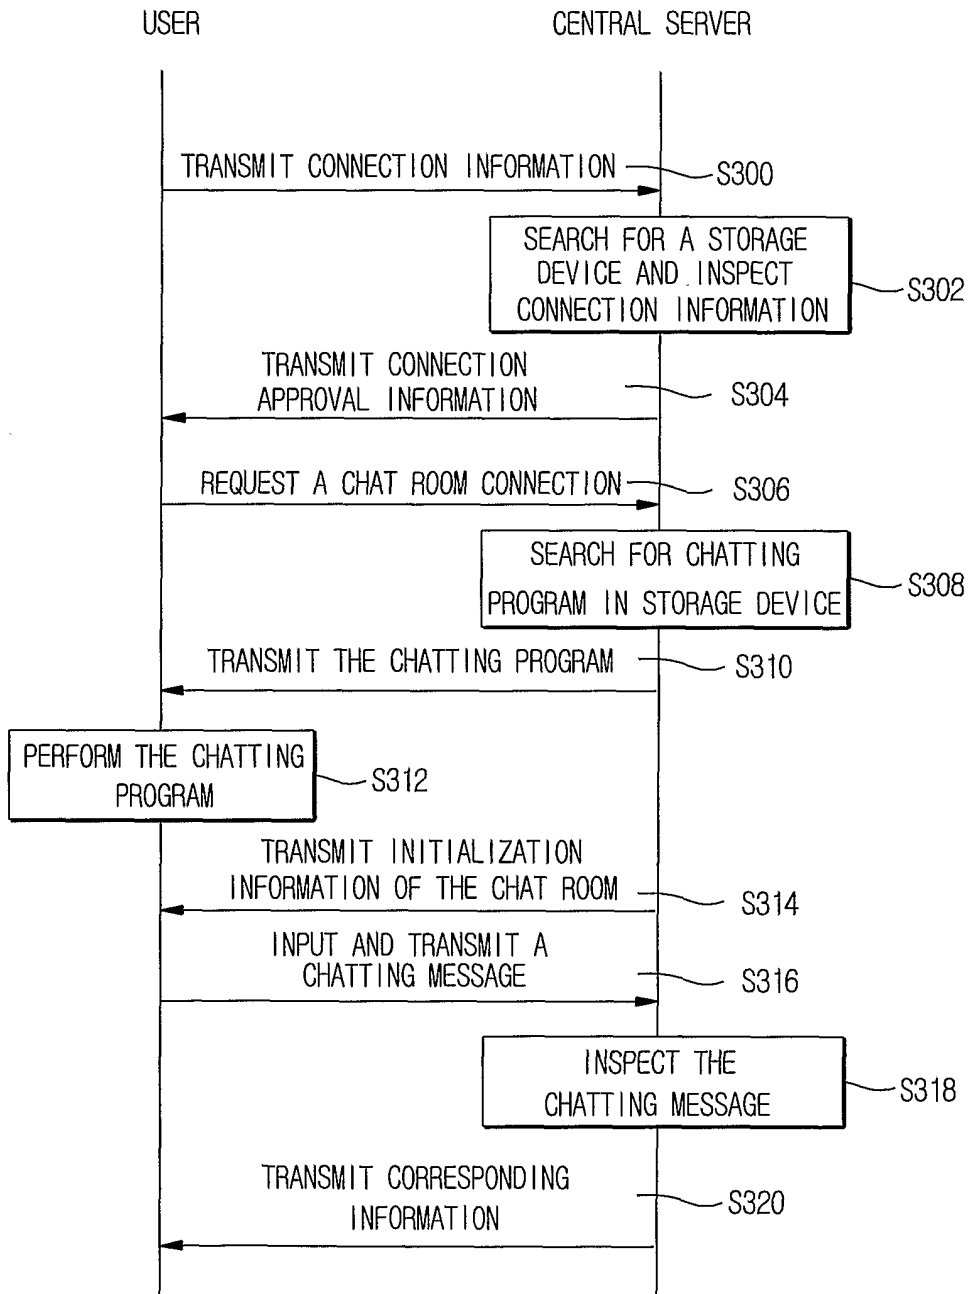 USER
CENTRAL SERVER
TRANSMIT CONNECTION INFORMATION
S300
SEARCH FOR A STORAGE
DEVICE AND INSPECT
CONNECTION INFORMATION
S302
TRANSMIT CONNECTION
APPROVAL INFORMATION
S304
REQUEST A CHAT ROOM CONNECTION
S306
SEARCH FOR CHATTING
PROGRAM IN STORAGE DEVICE
S308
TRANSMIT THE CHATTING PROGRAM
S310
PERFORM THE CHATTING
PROGRAM
S312
TRANSMIT INITIALIZATION
INFORMATION OF THE CHAT ROOM
S314
INPUT AND TRANSMIT A
CHATTING MESSAGE
S316
INSPECT THE
CHATTING MESSAGE
S318
TRANSMIT CORRESPONDING
INFORMATION
S320